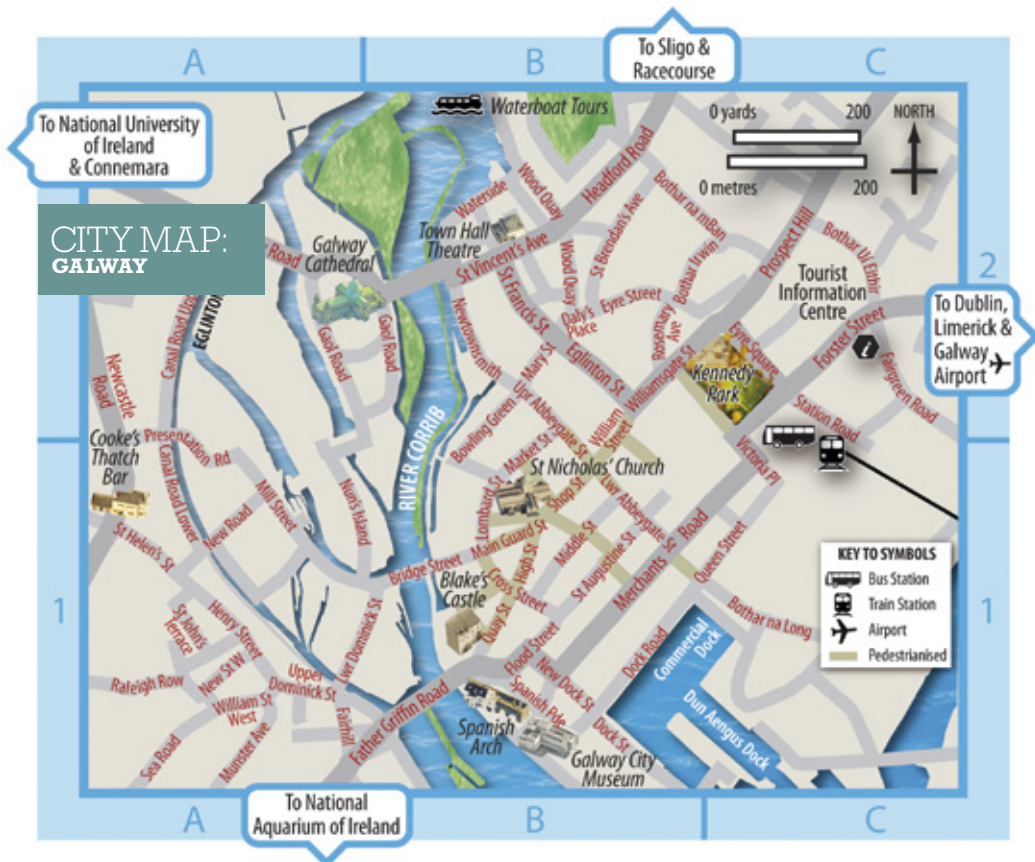 A
B
C
To Sligo &
Racecourse
To National University
of Ireland
& Connemara
Waterboat Tours
0 yards 200
0 metres 200
NORTH
CITY MAP:
GALWAY
Road
Galway
Cathedral
Town Hall
Theatre
Waterside
Wood Quay
Headford Road
St Vincent's Ave
St Brendan's Ave
Bothar na mBan
Bothar Irwin
Prospect Hill
Bothar Uí Eithir
2
Tourist
Information
Centre
To Dublin,
Limerick &
Galway
Airport
Forster Street
Fairgreen Road
Station Road
Eyre Square
Kennedy
Park
Rosemary
Ave
Eyre Street
Daly's
Place
Wood Quay
St Francis St
Eglinton St
Williamsgate St
William
Street
Newtownsmith
Mary St
Upr Abbeygate St
Bowling Green
Market St
St Nicholas' Church
Lombard St
Shop St
Lwr Abbeygate St
Main Guard St
High St
Middle St
Cross Street
St Augustine St
Merchants Road
Victoria Pl
Queen Street
Bothar na Long
Canal Road Upr
EGLINTON
Gaol Road
Gaol Road
RIVER CORRIB
Newcastle
Road
Cooke's
Thatch
Bar
Presentation Rd
Canal Road Lower
Mill Street
New Road
Nun's Island
St Helen's St
Bridge Street
Blake's
Castle
Quay St
Flood Street
New Dock St
Dock Road
Commercial
Dock
Dun Aengus Dock
KEY TO SYMBOLS
Bus Station
Train Station
Airport
Pedestrianised
1
1
St John's
Terrace
Henry Street
New St W
Raleigh Row
William St
West
Upper
Dominick St
Lwr Dominick St
Fairhill
Father Griffin Road
Sea Road
Munster Ave
Spanish
Arch
Spanish Pde
Dock St
Galway City
Museum
To National
Aquarium of Ireland
A
B
C